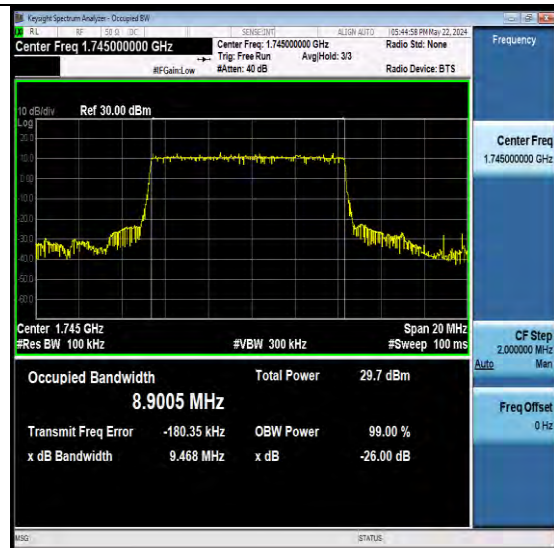 Keysight Spectrum Analyzer - Occupied BW
RL RF 50 Ω DC SENSE:INT ALIGN AUTO 05:44:58 PM May 22, 2024
Center Freq 1.745000000 GHz
Center Freq: 1.745000000 GHz
Radio Std: None
Trig: Free Run Avg|Hold: 3/3
#IFGain:Low #Atten: 40 dB Radio Device: BTS
Frequency
10 dB/div Ref 30.00 dBm
Log
20.0
10.0
0.00
-10.0
-20.0
-30.0
-40.0
-50.0
-60.0
Center Freq
1.745000000 GHz
Center 1.745 GHz Span 20 MHz
#Res BW 100 kHz #VBW 300 kHz #Sweep 100 ms
CF Step
2.000000 MHz
Auto Man
Occupied Bandwidth Total Power 29.7 dBm
8.9005 MHz
Transmit Freq Error -180.35 kHz OBW Power 99.00 %
x dB Bandwidth 9.468 MHz x dB -26.00 dB
Freq Offset
0 Hz
MSG STATUS